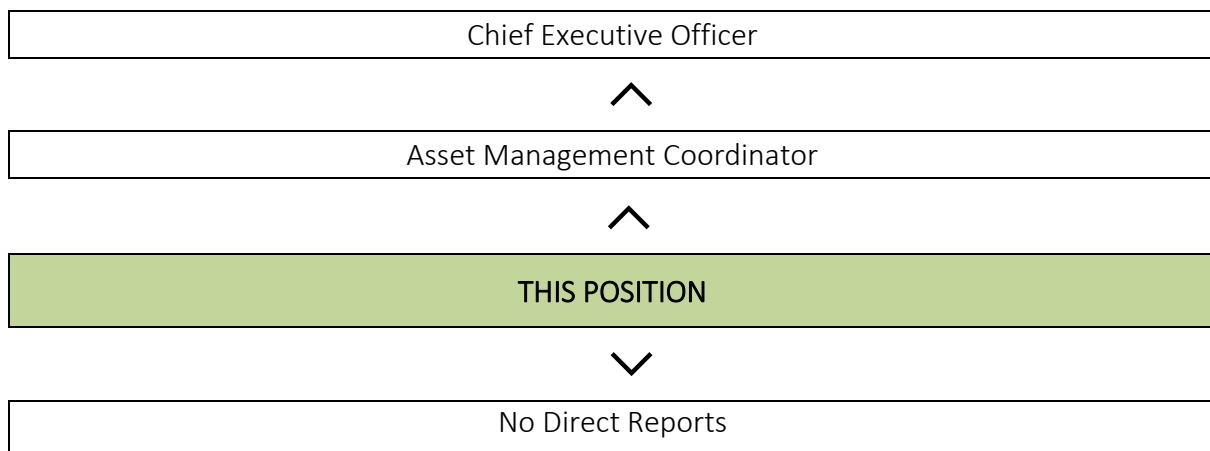 Chief Executive Officer
Asset Management Coordinator
THIS POSITION
No Direct Reports